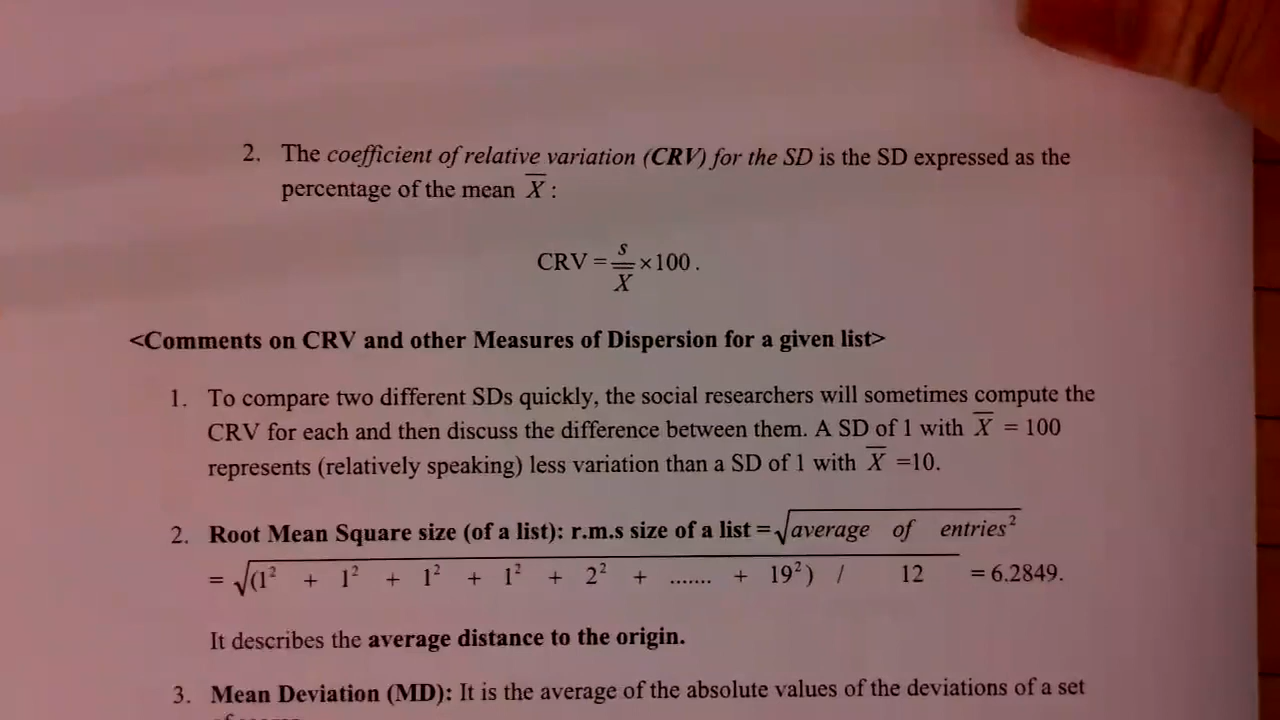 2. The coefficient of relative variation (CRV) for the SD is the SD expressed as the
percentage of the mean X̄ :
CRV = s/X̄ ×100 .
<Comments on CRV and other Measures of Dispersion for a given list>
1. To compare two different SDs quickly, the social researchers will sometimes compute the
CRV for each and then discuss the difference between them. A SD of 1 with X̄ = 100
represents (relatively speaking) less variation than a SD of 1 with X̄ =10.
2. Root Mean Square size (of a list): r.m.s size of a list = √average of entries²
= √(1² + 1² + 1² + 1² + 2² + ....... + 19²) / 12 = 6.2849.
It describes the average distance to the origin.
3. Mean Deviation (MD): It is the average of the absolute values of the deviations of a set